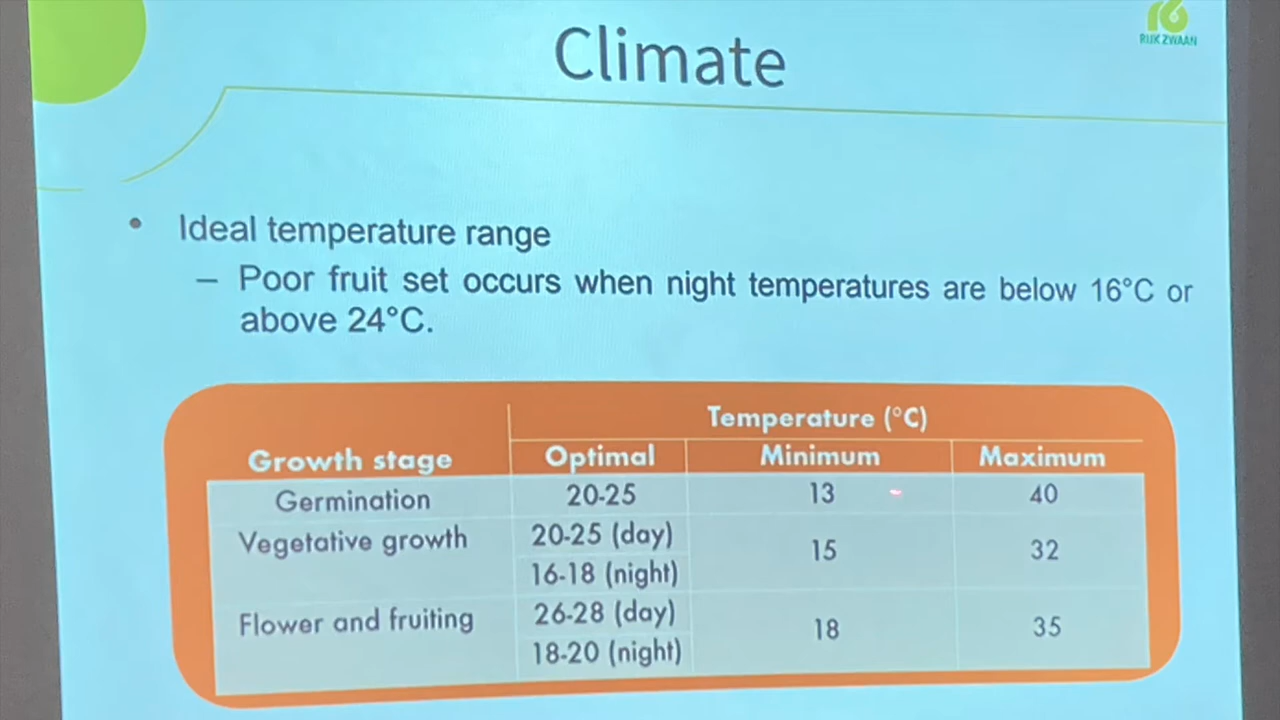 Climate
RIJK ZWAAN
• Ideal temperature range
– Poor fruit set occurs when night temperatures are below 16°C or
above 24°C.
Temperature (°C)
Growth stage Optimal Minimum Maximum
Germination 20-25 13 40
Vegetative growth 20-25 (day) 15 32
16-18 (night)
Flower and fruiting 26-28 (day) 18 35
18-20 (night)